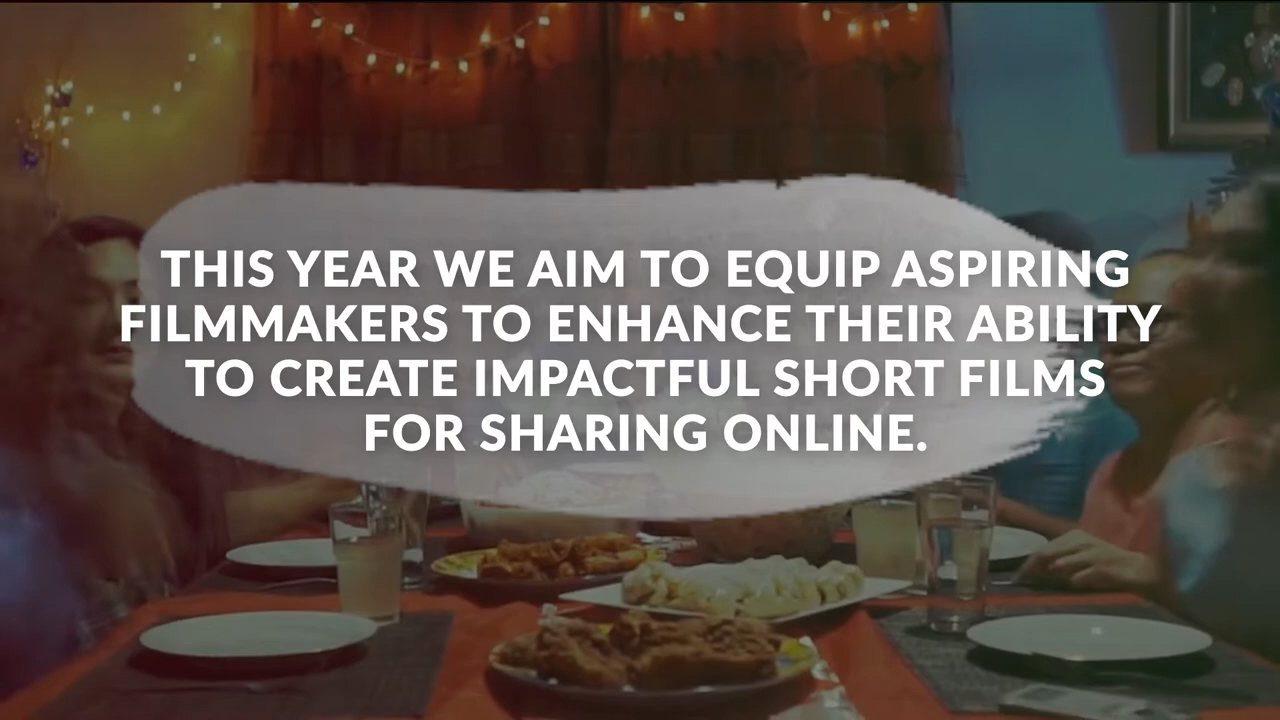 THIS YEAR WE AIM TO EQUIP ASPIRING
FILMMAKERS TO ENHANCE THEIR ABILITY
TO CREATE IMPACTFUL SHORT FILMS
FOR SHARING ONLINE.